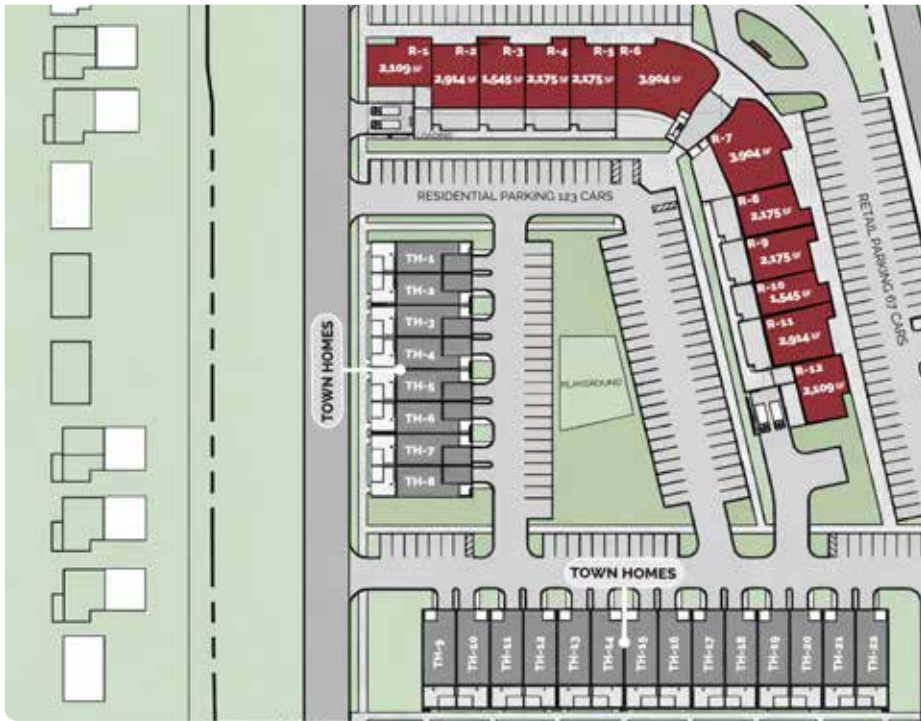 R-1
2,109 SF
R-2
2,914 SF
R-3
1,545 SF
R-4
2,175 SF
R-5
2,175 SF
R-6
3,904 SF
R-7
3,904 SF
R-8
2,175 SF
R-9
2,175 SF
R-10
1,545 SF
R-11
2,914 SF
R-12
2,109 SF
LOADING
RESIDENTIAL PARKING 123 CARS
RETAIL PARKING 67 CARS
TH-1
TH-2
TH-3
TH-4
TH-5
TH-6
TH-7
TH-8
TOWN HOMES
PLAYGROUND
TOWN HOMES
TH-9
TH-10
TH-11
TH-12
TH-13
TH-14
TH-15
TH-16
TH-17
TH-18
TH-19
TH-20
TH-21
TH-22